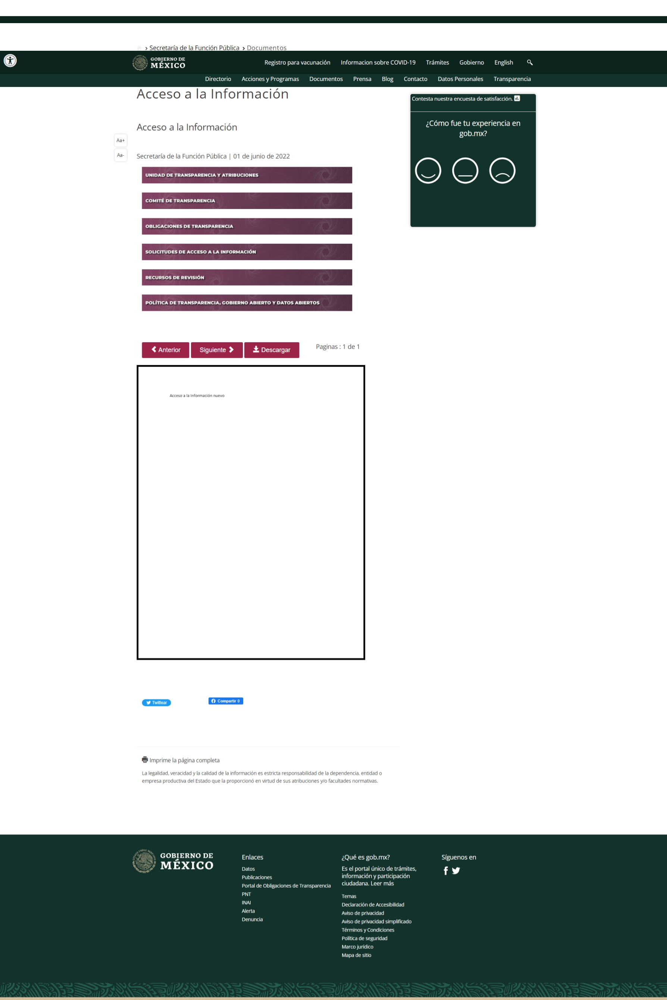 Secretaría de la Función Pública
Documentos
GOBIERNO DE
MÉXICO
Registro para vacunación
Informacion sobre COVID-19
Trámites
Gobierno
English
Directorio
Acciones y Programas
Documentos
Prensa
Blog
Contacto
Datos Personales
Transparencia
Acceso a la Información
Contesta nuestra encuesta de satisfacción.
¿Cómo fue tu experiencia en
gob.mx?
Acceso a la Información
Aa+
Aa-
Secretaría de la Función Pública | 01 de junio de 2022
UNIDAD DE TRANSPARENCIA Y ATRIBUCIONES
COMITÉ DE TRANSPARENCIA
OBLIGACIONES DE TRANSPARENCIA
SOLICITUDES DE ACCESO A LA INFORMACIÓN
RECURSOS DE REVISIÓN
POLÍTICA DE TRANSPARENCIA, GOBIERNO ABIERTO Y DATOS ABIERTOS
Anterior
Siguiente
Descargar
Paginas : 1 de 1
Acceso a la Información nuevo
Twittear
Compartir 0
Imprime la página completa
La legalidad, veracidad y la calidad de la información es estricta responsabilidad de la dependencia, entidad o
empresa productiva del Estado que la proporcionó en virtud de sus atribuciones y/o facultades normativas.
GOBIERNO DE
MÉXICO
Enlaces
Datos
Publicaciones
Portal de Obligaciones de Transparencia
PNT
INAI
Alerta
Denuncia
¿Qué es gob.mx?
Es el portal único de trámites,
información y participación
ciudadana. Leer más
Temas
Declaración de Accesibilidad
Aviso de privacidad
Aviso de privacidad simplificado
Términos y Condiciones
Política de seguridad
Marco jurídico
Mapa de sitio
Síguenos en